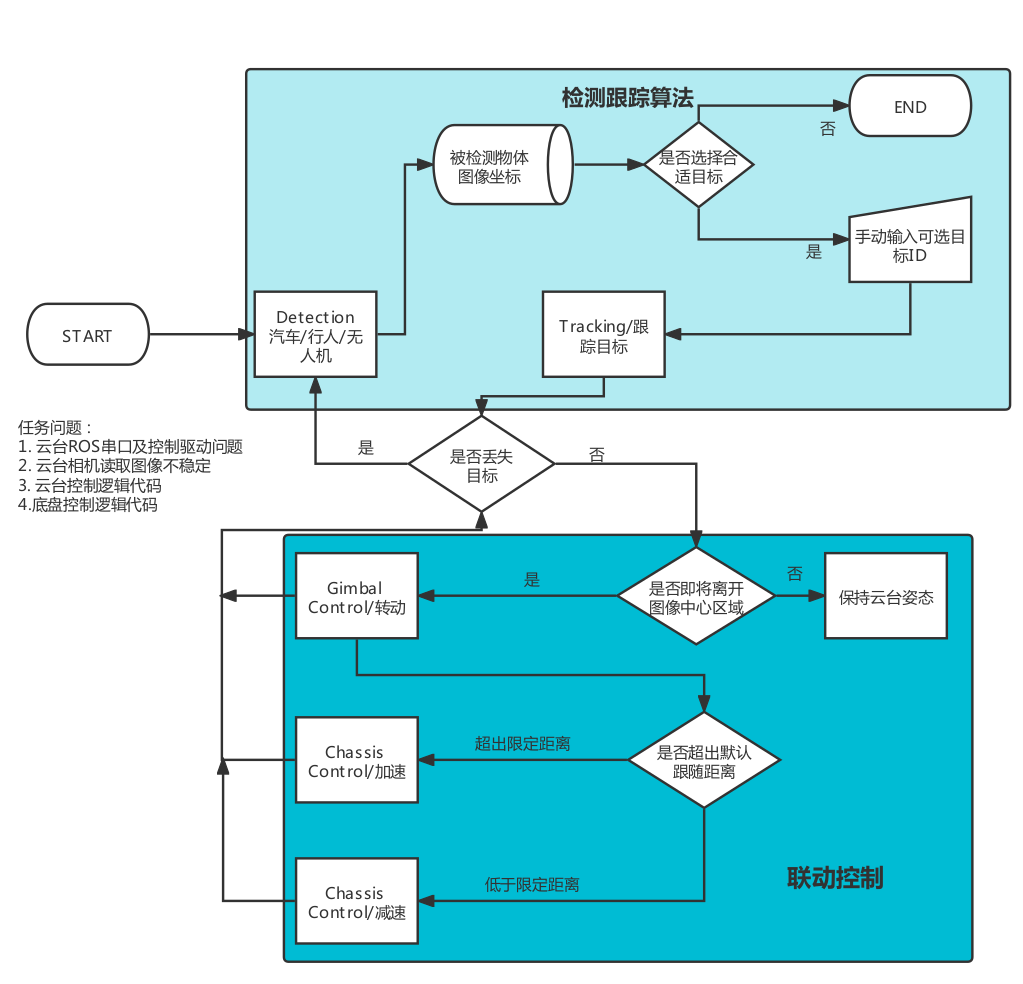 检测跟踪算法
END
否
被检测物体
图像坐标
是否选择合
适目标
是
手动输入可选目
标ID
START
Detection
汽车/行人/无
人机
Tracking/跟
踪目标
任务问题：
1. 云台ROS串口及控制驱动问题
2. 云台相机读取图像不稳定
3. 云台控制逻辑代码
4.底盘控制逻辑代码
是
是否丢失
目标
否
Gimbal
Control/转动
是
是否即将离开
图像中心区域
否
保持云台姿态
Chassis
Control/加速
超出限定距离
是否超出默认
跟随距离
联动控制
Chassis
Control/减速
低于限定距离